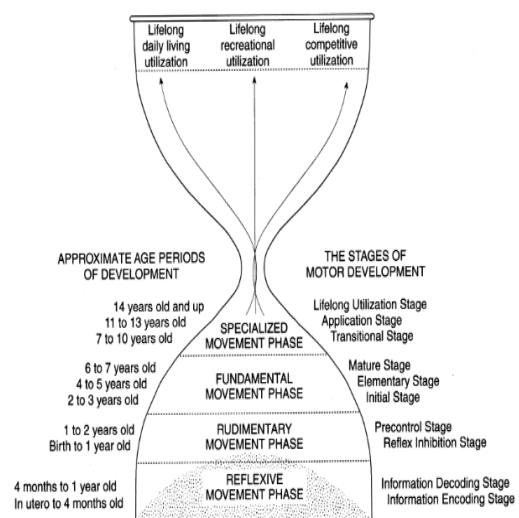 Lifelong
daily living
utilization
Lifelong
recreational
utilization
Lifelong
competitive
utilization
APPROXIMATE AGE PERIODS
OF DEVELOPMENT
THE STAGES OF
MOTOR DEVELOPMENT
14 years old and up
11 to 13 years old
7 to 10 years old
SPECIALIZED
MOVEMENT PHASE
Lifelong Utilization Stage
Application Stage
Transitional Stage
6 to 7 years old
4 to 5 years old
2 to 3 years old
FUNDAMENTAL
MOVEMENT PHASE
Mature Stage
Elementary Stage
Initial Stage
1 to 2 years old
Birth to 1 year old
RUDIMENTARY
MOVEMENT PHASE
Precontrol Stage
Reflex Inhibition Stage
4 months to 1 year old
In utero to 4 months old
REFLEXIVE
MOVEMENT PHASE
Information Decoding Stage
Information Encoding Stage